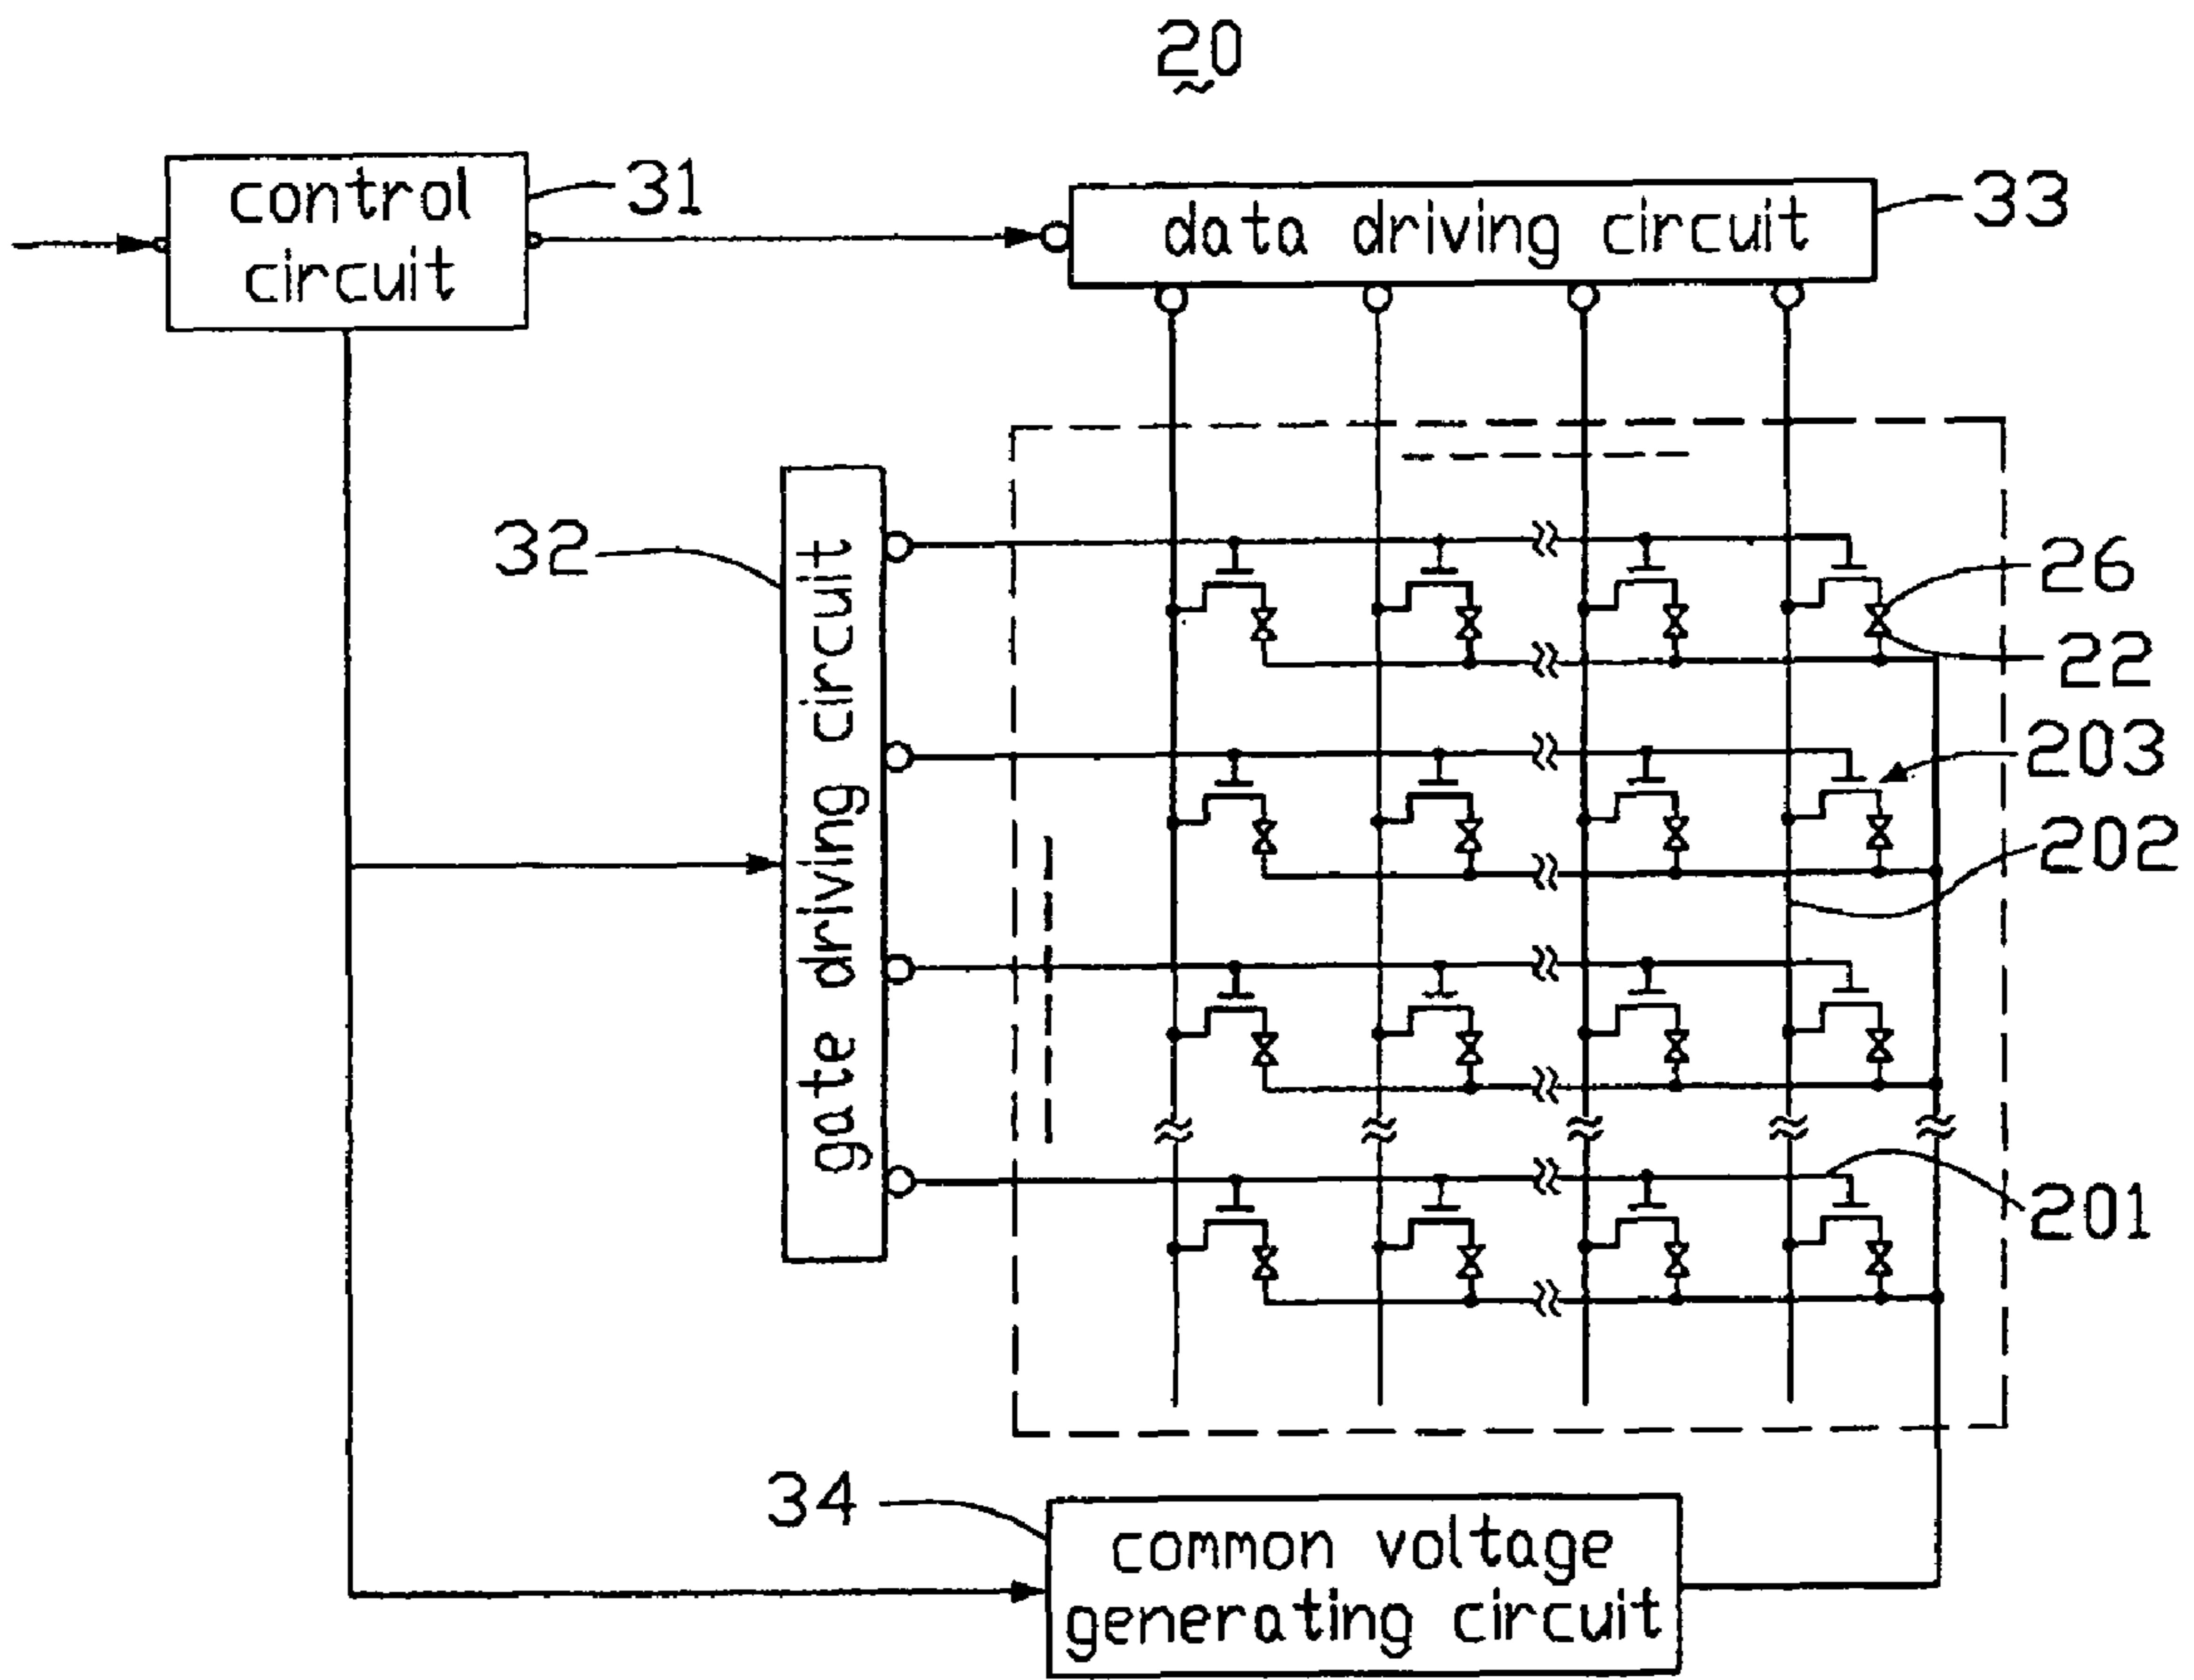 20
control
circuit
31
data driving circuit
33
32
gate driving circuit
26
22
203
202
201
34
common voltage
generating circuit